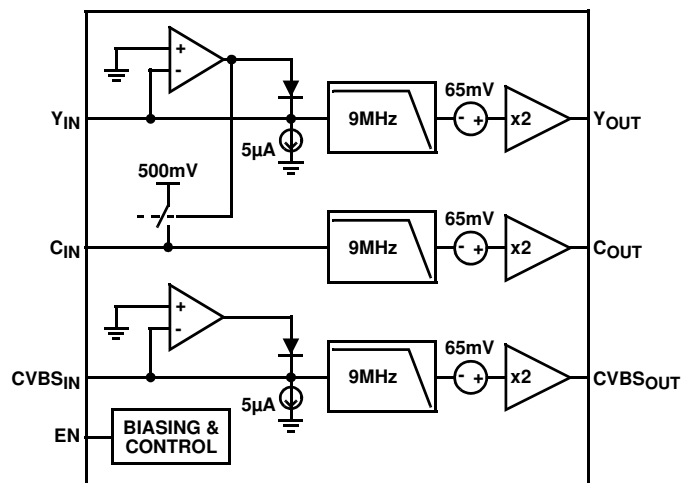 +
-
65mV
Y_IN
9MHz
- +
x2
Y_OUT
5µA
500mV
65mV
C_IN
9MHz
- +
x2
C_OUT
+
-
65mV
CVBS_IN
9MHz
- +
x2
CVBS_OUT
5µA
EN
BIASING &
CONTROL